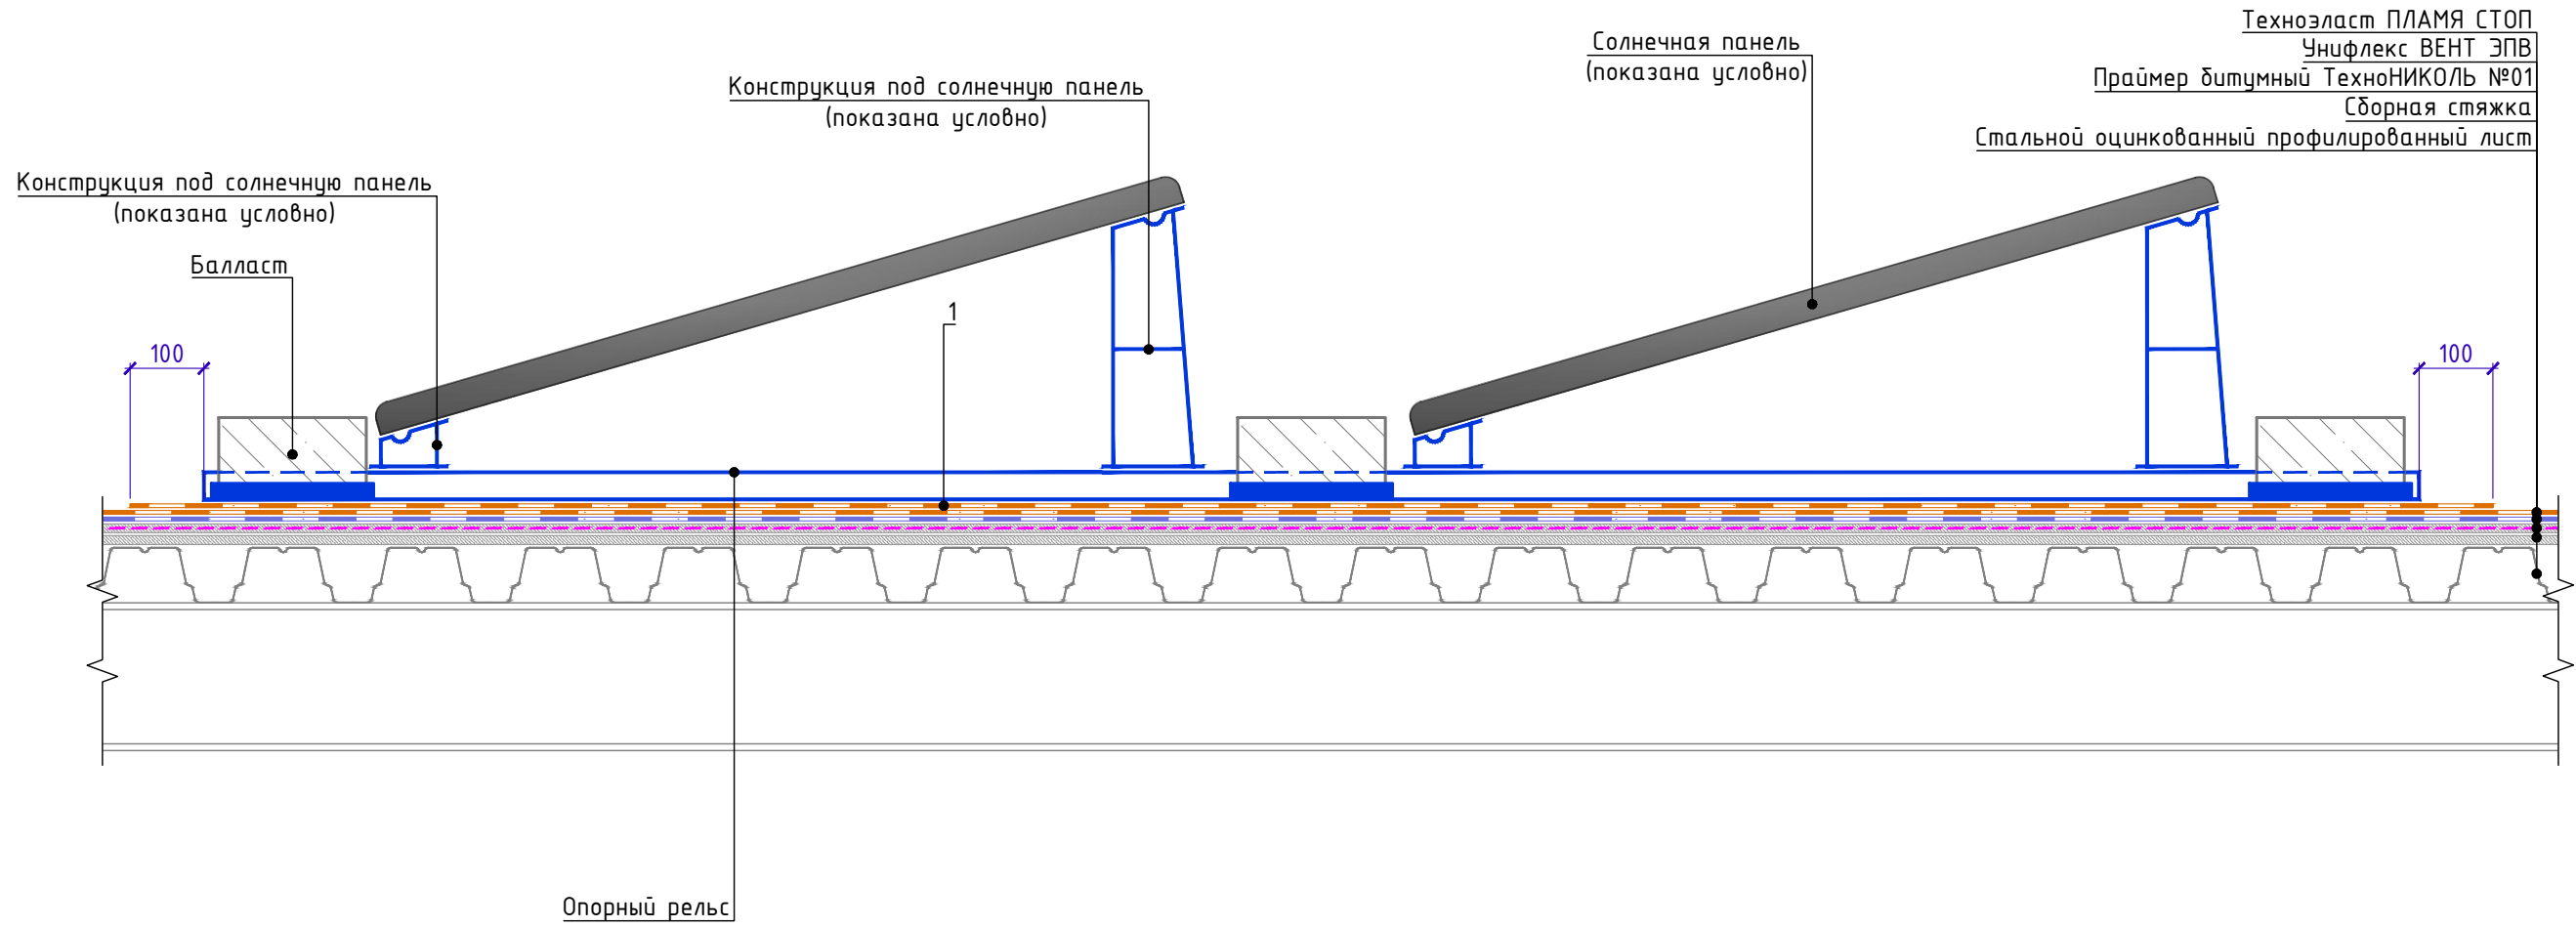 Техноэласт ПЛАМЯ СТОП
Унифлекс ВЕНТ ЭПВ
Праймер битумный ТехноНИКОЛЬ №01
Сборная стяжка
Стальной оцинкованный профилированный лист
Солнечная панель
(показана условно)
Конструкция под солнечную панель
(показана условно)
Конструкция под солнечную панель
(показана условно)
Балласт
1
100
100
Опорный рельс